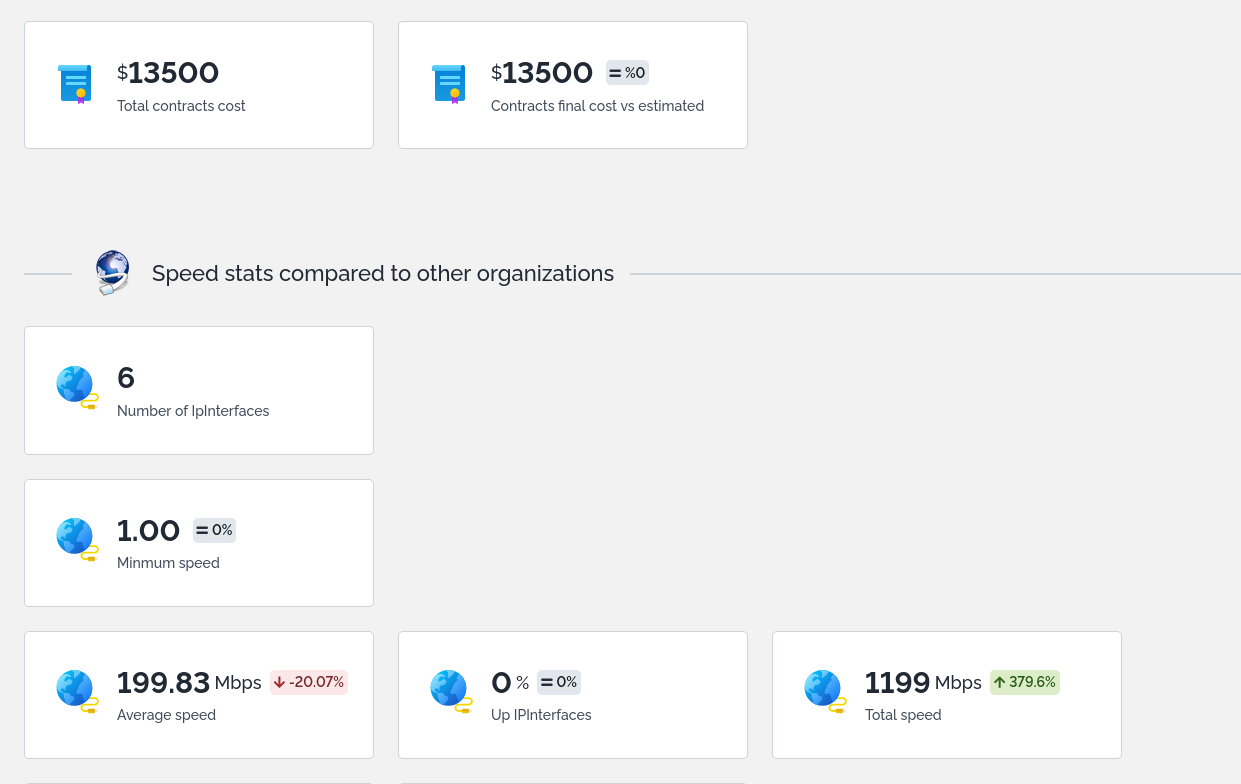 $13500
Total contracts cost
$13500 = %0
Contracts final cost vs estimated
Speed stats compared to other organizations
6
Number of IpInterfaces
1.00 = 0%
Minmum speed
199.83 Mbps ↓ -20.07%
Average speed
0 % = 0%
Up IPInterfaces
1199 Mbps ↑ 379.6%
Total speed